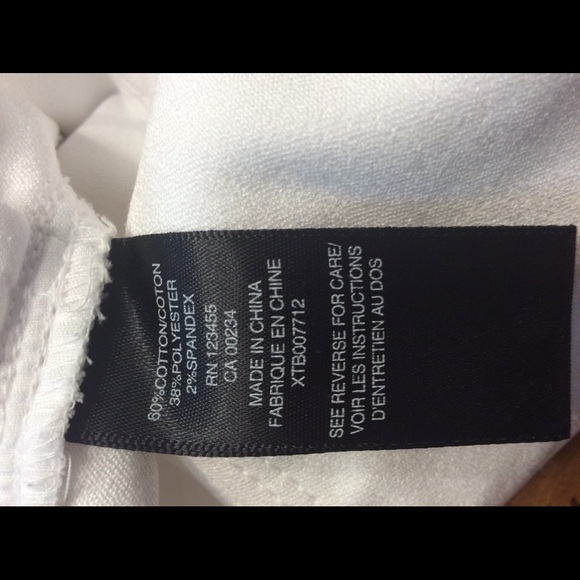 60%COTTON/COTON
38%POLYESTER
2%SPANDEX
RN 123455
CA 00234
MADE IN CHINA
FABRIQUE EN CHINE
XTB007712
SEE REVERSE FOR CARE/
VOIR LES INSTRUCTIONS
D'ENTRETIEN AU DOS